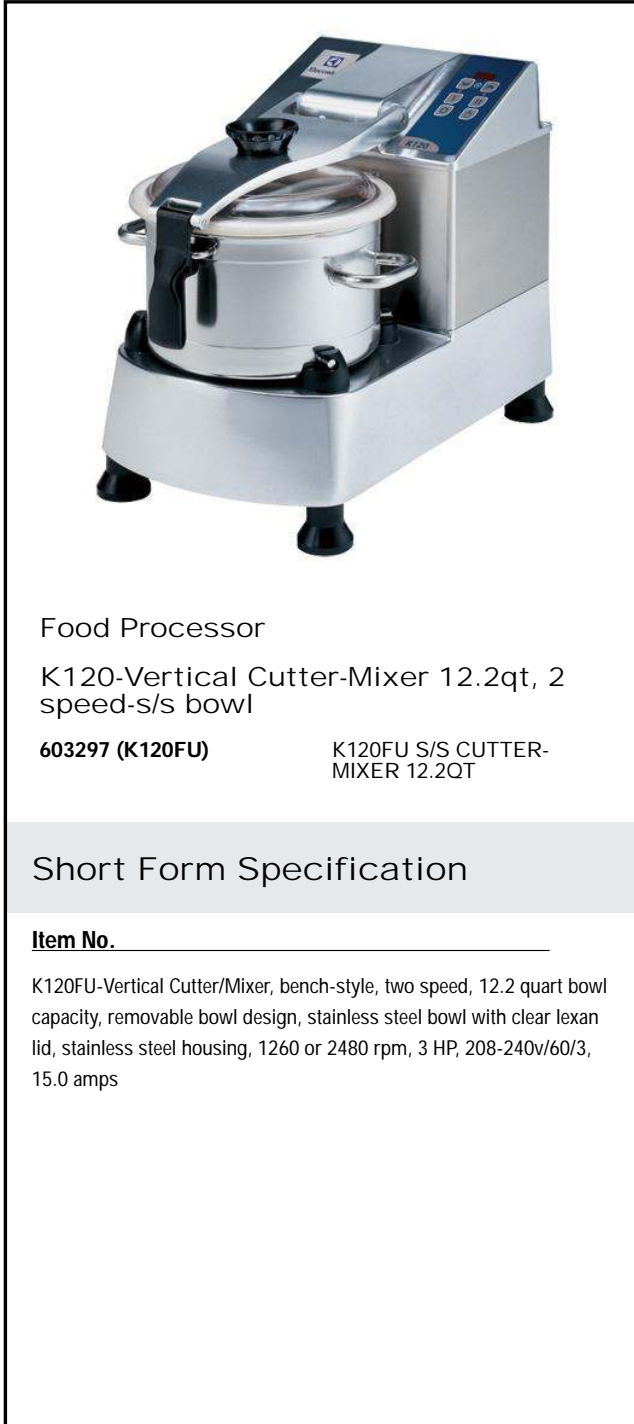 Electrolux
K120
Food Processor
K120-Vertical Cutter-Mixer 12.2qt, 2
speed-s/s bowl
603297 (K120FU)
K120FU S/S CUTTER-
MIXER 12.2QT
Short Form Specification
Item No.
K120FU-Vertical Cutter/Mixer, bench-style, two speed, 12.2 quart bowl
capacity, removable bowl design, stainless steel bowl with clear lexan
lid, stainless steel housing, 1260 or 2480 rpm, 3 HP, 208-240v/60/3,
15.0 amps